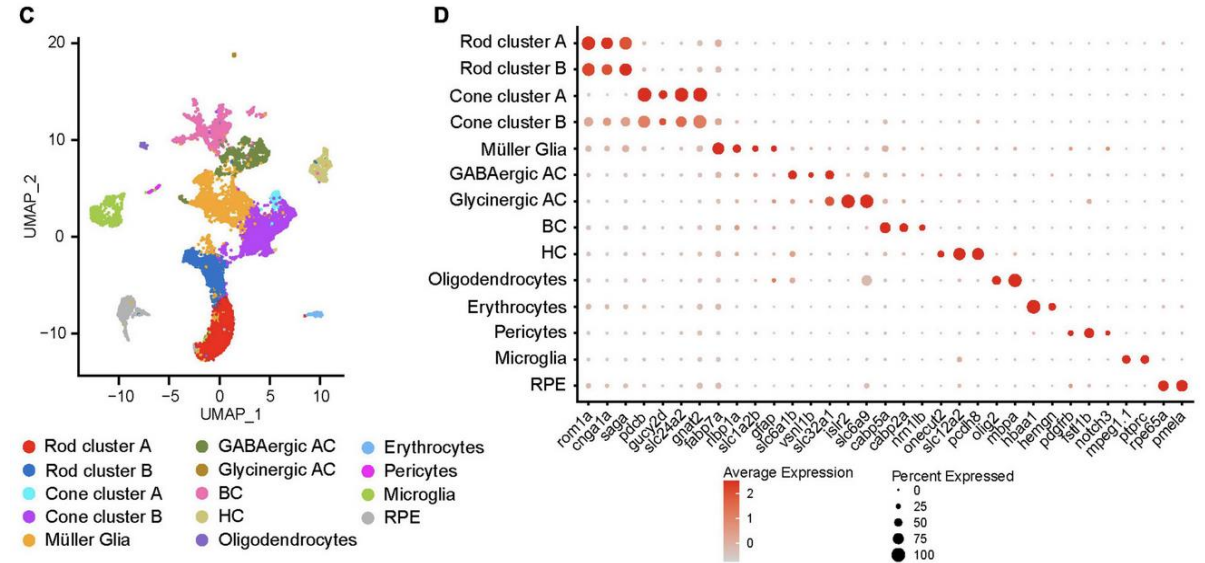 C
20
10
0
−10
UMAP_2
−10 −5 0 5 10
UMAP_1
Rod cluster A
Rod cluster B
Cone cluster A
Cone cluster B
Müller Glia
GABAergic AC
Glycinergic AC
BC
HC
Oligodendrocytes
Erythrocytes
Pericytes
Microglia
RPE
D
Rod cluster A
Rod cluster B
Cone cluster A
Cone cluster B
Müller Glia
GABAergic AC
Glycinergic AC
BC
HC
Oligodendrocytes
Erythrocytes
Pericytes
Microglia
RPE
rom1a
cnga1a
saga
pdcb
gucy2d
slc24a2
gnat2
fabp7a
rlbp1a
slc1a2b
gfap
slc6a1b
vsnl1b
slc32a1
islr2
slc6a9
cabp5a
cabp2a
hm1lb
onecut2
slc12a2
pcdh8
olig2
mbpa
hbaa1
hemgn
pdgfrb
fstl1b
notch3
mpeg1.1
ptprc
rpe65a
pmela
Average Expression
2
1
0
Percent Expressed
0
25
50
75
100